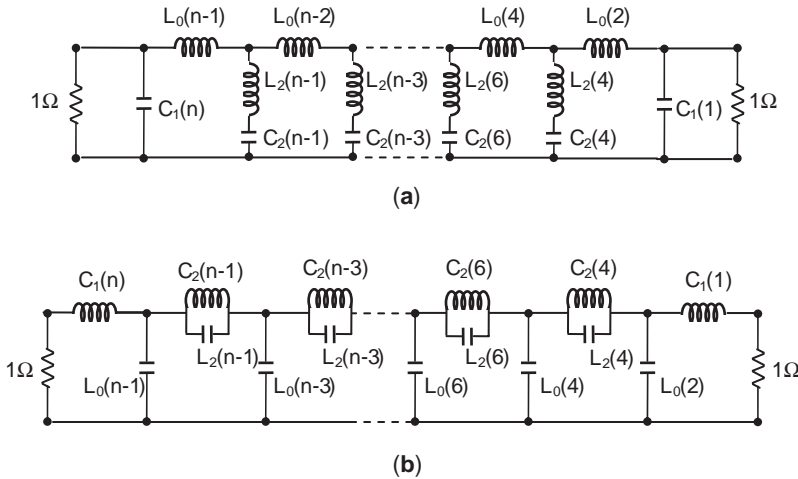 L₀(n-1) L₀(n-2) L₀(4) L₀(2)
1Ω C₁(n) L₂(n-1) L₂(n-3) L₂(6) L₂(4) C₁(1) 1Ω
C₂(n-1) C₂(n-3) C₂(6) C₂(4)
(a)
C₁(n) C₂(n-1) C₂(n-3) C₂(6) C₂(4) C₁(1)
1Ω L₀(n-1) L₂(n-1) L₀(n-3) L₂(n-3) L₀(6) L₂(6) L₀(4) L₂(4) L₀(2) 1Ω
(b)